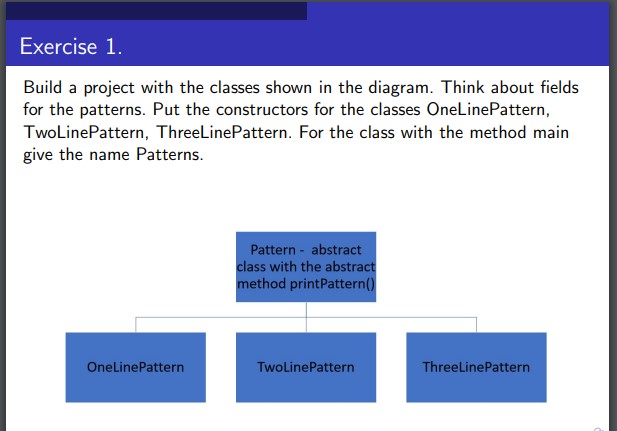 Exercise 1.
Build a project with the classes shown in the diagram. Think about fields
for the patterns. Put the constructors for the classes OneLinePattern,
TwoLinePattern, ThreeLinePattern. For the class with the method main
give the name Patterns.
Pattern - abstract
class with the abstract
method printPattern()
OneLinePattern
TwoLinePattern
ThreeLinePattern